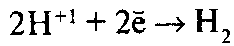 2H⁺¹ + 2ē → H₂